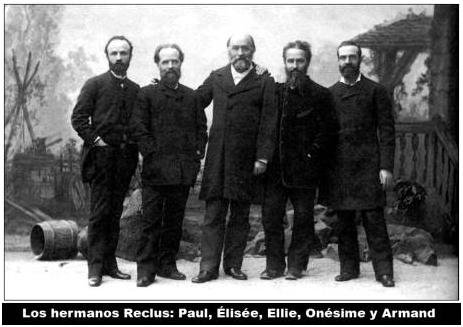 Los hermanos Reclus: Paul, Élisée, Ellie, Onésime y Armand